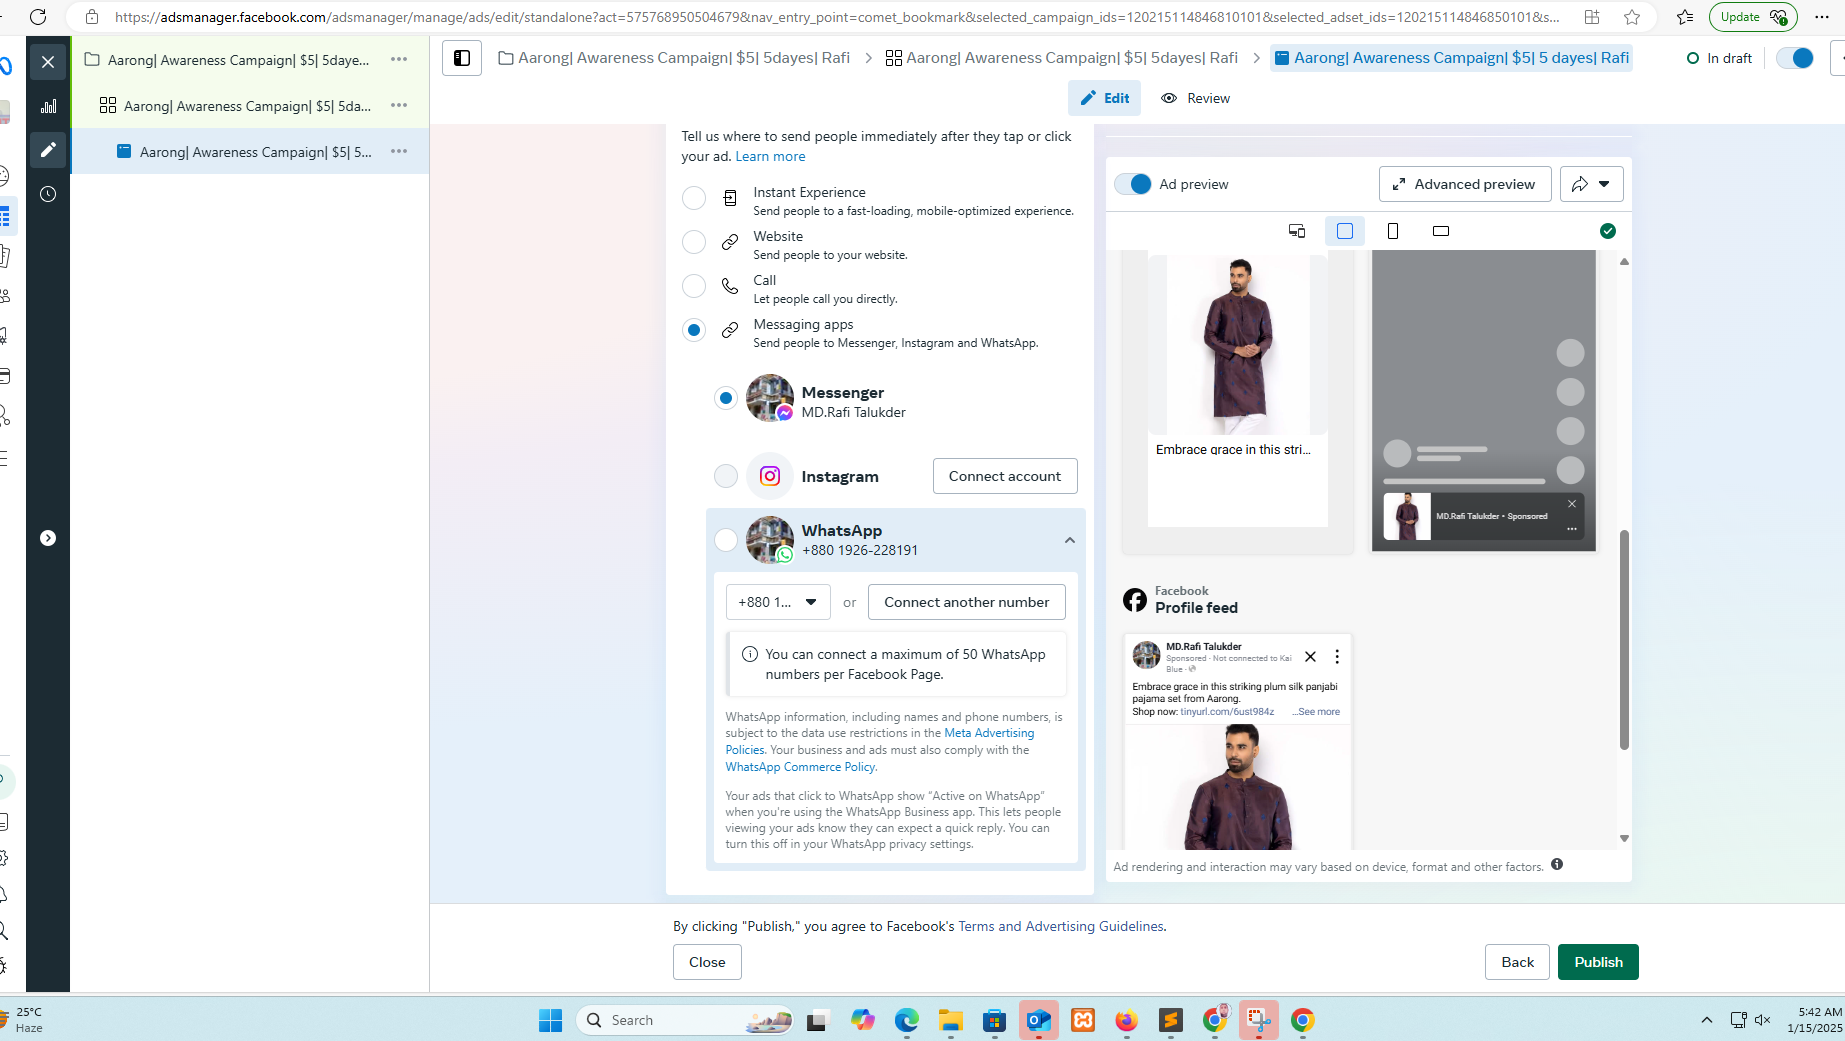 https://adsmanager.facebook.com/adsmanager/manage/ads/edit/standalone?act=575768950504679&nav_entry_point=comet_bookmark&selected_campaign_ids=120215114846810101&selected_adset_ids=120215114846850101&s...
Update
Aarong| Awareness Campaign| $5| 5daye...
Aarong| Awareness Campaign| $5| 5da...
Aarong| Awareness Campaign| $5| 5...
Aarong| Awareness Campaign| $5| 5dayes| Rafi
Aarong| Awareness Campaign| $5| 5dayes| Rafi
Aarong| Awareness Campaign| $5| 5 dayes| Rafi
In draft
Edit
Review
Tell us where to send people immediately after they tap or click
your ad. Learn more
Instant Experience
Send people to a fast-loading, mobile-optimized experience.
Website
Send people to your website.
Call
Let people call you directly.
Messaging apps
Send people to Messenger, Instagram and WhatsApp.
Messenger
MD.Rafi Talukder
Instagram
Connect account
WhatsApp
+880 1926-228191
+880 1...
or
Connect another number
You can connect a maximum of 50 WhatsApp
numbers per Facebook Page.
WhatsApp information, including names and phone numbers, is
subject to the data use restrictions in the Meta Advertising
Policies. Your business and ads must also comply with the
WhatsApp Commerce Policy.
Your ads that click to WhatsApp show "Active on WhatsApp"
when you're using the WhatsApp Business app. This lets people
viewing your ads know they can expect a quick reply. You can
turn this off in your WhatsApp privacy settings.
Ad preview
Advanced preview
Embrace grace in this stri...
MD.Rafi Talukder • Sponsored
Facebook
Profile feed
MD.Rafi Talukder
Sponsored · Not connected to Kai
Blue ·
Embrace grace in this striking plum silk panjabi
pajama set from Aarong.
Shop now: tinyurl.com/6ust984z ...See more
Ad rendering and interaction may vary based on device, format and other factors.
By clicking "Publish," you agree to Facebook's Terms and Advertising Guidelines.
Close
Back
Publish
25°C
Haze
Search
5:42 AM
1/15/2025